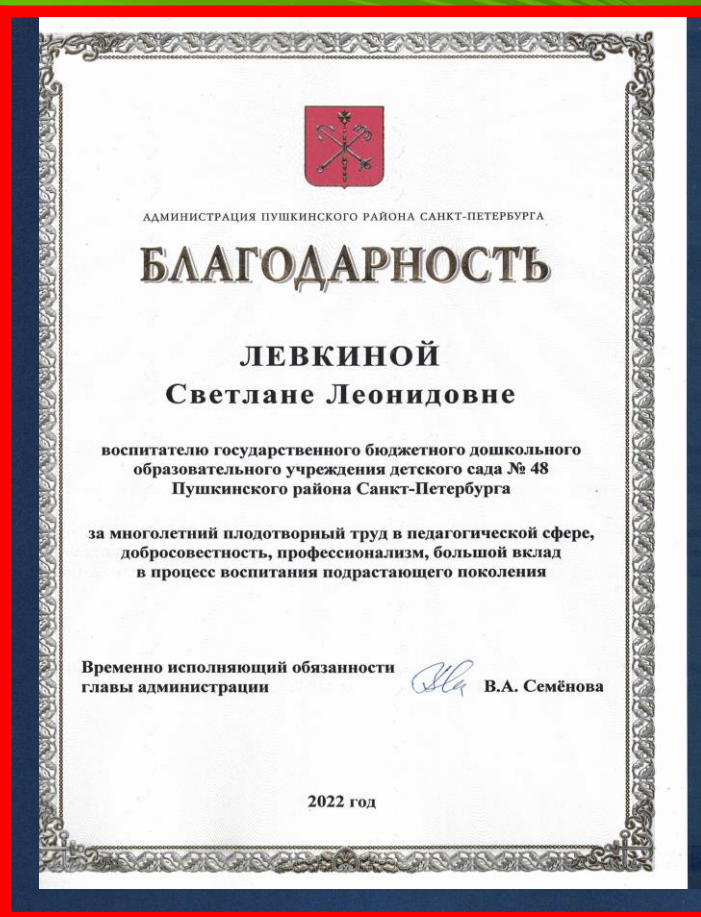 АДМИНИСТРАЦИЯ ПУШКИНСКОГО РАЙОНА САНКТ-ПЕТЕРБУРГА
БЛАГОДАРНОСТЬ
ЛЕВКИНОЙ
Светлане Леонидовне
воспитателю государственного бюджетного дошкольного
образовательного учреждения детского сада № 48
Пушкинского района Санкт-Петербурга
за многолетний плодотворный труд в педагогической сфере,
добросовестность, профессионализм, большой вклад
в процесс воспитания подрастающего поколения
Временно исполняющий обязанности
главы администрации В.А. Семёнова
2022 год